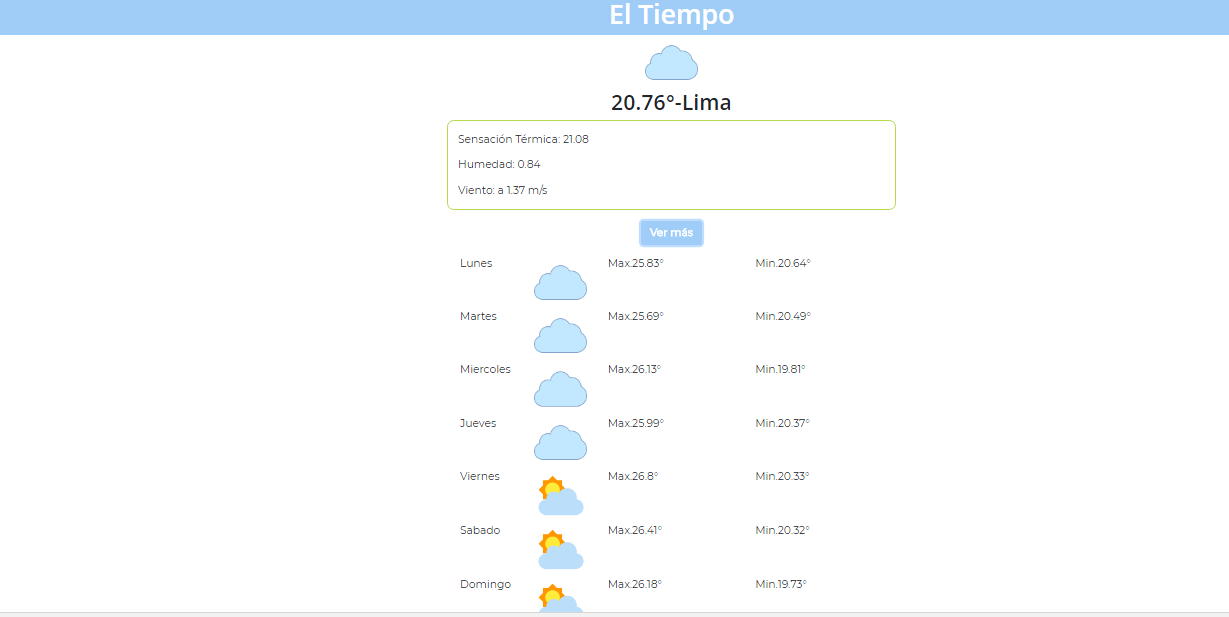 El Tiempo
20.76°-Lima
Sensación Térmica: 21.08
Humedad: 0.84
Viento: a 1.37 m/s
Ver más
Lunes Max.25.83° Min.20.64°
Martes Max.25.69° Min.20.49°
Miercoles Max.26.13° Min.19.81°
Jueves Max.25.99° Min.20.37°
Viernes Max.26.8° Min.20.33°
Sabado Max.26.41° Min.20.32°
Domingo Max.26.18° Min.19.73°